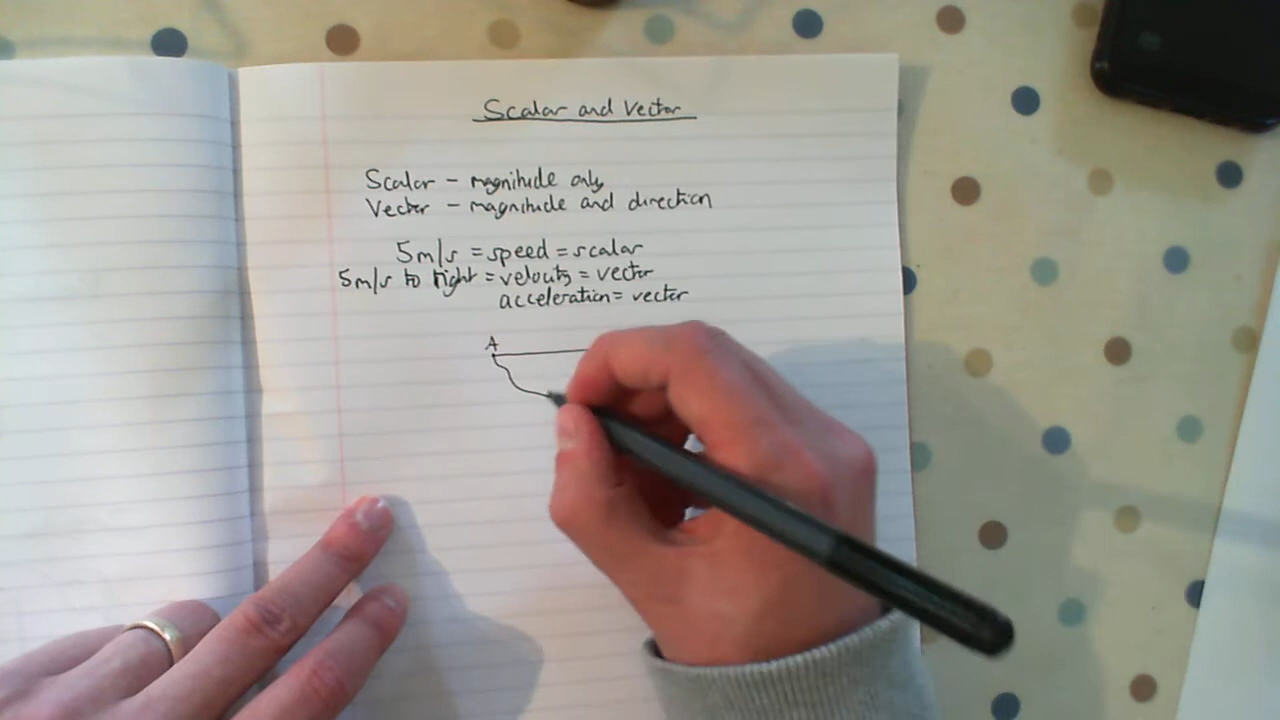 Scalar and Vector
Scalar - magnitude only
Vector - magnitude and direction
5m/s = speed = scalar
5m/s to right = velocity = vector
acceleration = vector
A